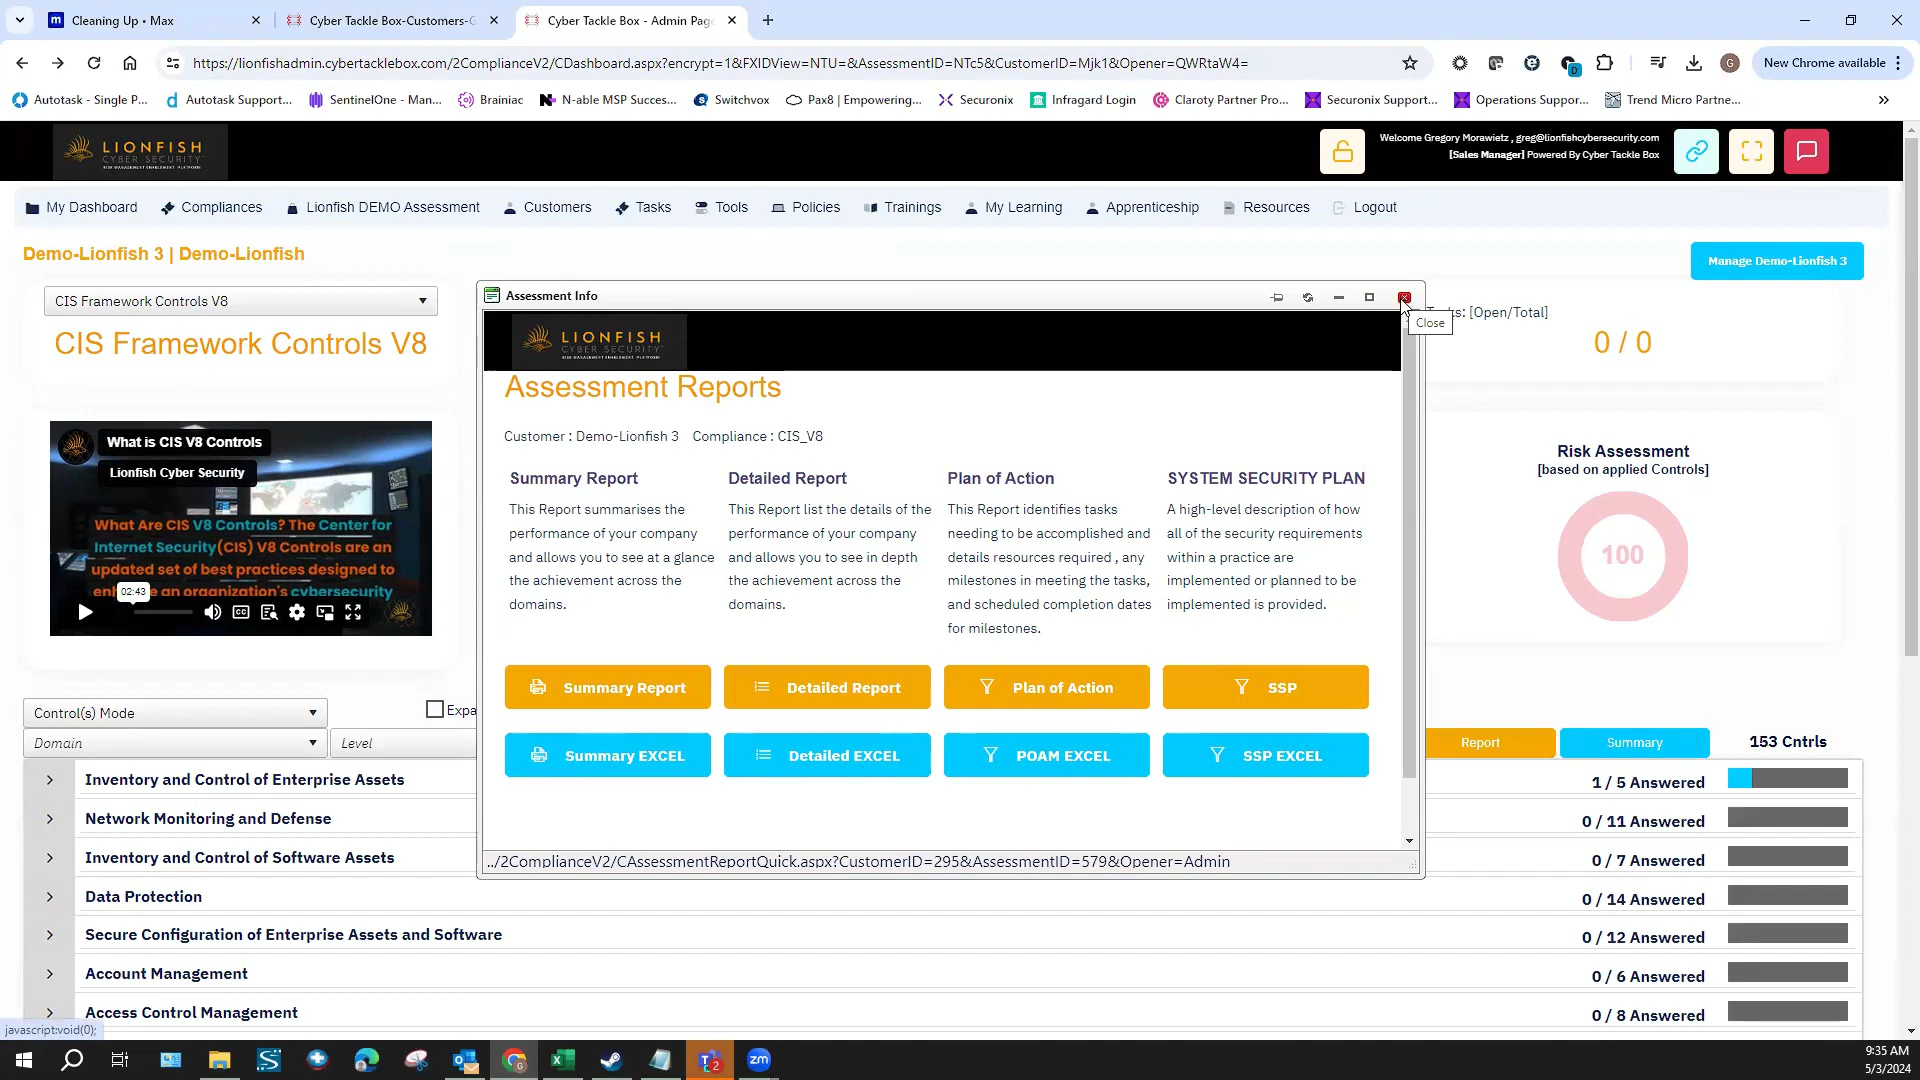 Cleaning Up • Max
Cyber Tackle Box-Customers-G
Cyber Tackle Box - Admin Page
https://lionfishadmin.cybertacklebox.com/2ComplianceV2/CDashboard.aspx?encrypt=1&FXIDView=NTU=&AssessmentID=NTc5&CustomerID=Mjk1&Opener=QWRtaW4=
G
New Chrome available
Autotask - Single P...
Autotask Support...
SentinelOne - Man...
Brainiac
N-able MSP Succes...
Switchvox
Pax8 | Empowering...
Securonix
Infragard Login
Claroty Partner Pro...
Securonix Support...
Operations Suppor...
Trend Micro Partne...
LIONFISH
CYBER SECURITY
RISK MANAGEMENT ENABLEMENT PLATFORM
Welcome Gregory Morawietz , greg@lionfishcybersecurity.com
[Sales Manager] Powered By Cyber Tackle Box
My Dashboard
Compliances
Lionfish DEMO Assessment
Customers
Tasks
Tools
Policies
Trainings
My Learning
Apprenticeship
Resources
Logout
Demo-Lionfish 3 | Demo-Lionfish
Manage Demo-Lionfish 3
CIS Framework Controls V8
CIS Framework Controls V8
What is CIS V8 Controls
Lionfish Cyber Security
What Are CIS V8 Controls? The Center for
Internet Security(CIS) V8 Controls are an
updated set of best practices designed to
enh e an organization's cybersecurity
02:43
CC
Assessment Info
Close
ks: [Open/Total]
0 / 0
LIONFISH
CYBER SECURITY
RISK MANAGEMENT ENABLEMENT PLATFORM
Assessment Reports
Customer : Demo-Lionfish 3 Compliance : CIS_V8
Summary Report
This Report summarises the
performance of your company
and allows you to see at a glance
the achievement across the
domains.
Detailed Report
This Report list the details of the
performance of your company
and allows you to see in depth
the achievement across the
domains.
Plan of Action
This Report identifies tasks
needing to be accomplished and
details resources required , any
milestones in meeting the tasks,
and scheduled completion dates
for milestones.
SYSTEM SECURITY PLAN
A high-level description of how
all of the security requirements
within a practice are
implemented or planned to be
implemented is provided.
Summary Report
Detailed Report
Plan of Action
SSP
Summary EXCEL
Detailed EXCEL
POAM EXCEL
SSP EXCEL
../2ComplianceV2/CAssessmentReportQuick.aspx?CustomerID=295&AssessmentID=579&Opener=Admin
Risk Assessment
[based on applied Controls]
100
Control(s) Mode
Expa
Domain
Level
Report
Summary
153 Cntrls
Inventory and Control of Enterprise Assets
1 / 5 Answered
Network Monitoring and Defense
0 / 11 Answered
Inventory and Control of Software Assets
0 / 7 Answered
Data Protection
0 / 14 Answered
Secure Configuration of Enterprise Assets and Software
0 / 12 Answered
Account Management
0 / 6 Answered
Access Control Management
0 / 8 Answered
javascript:void(0);
zm
9:35 AM
5/3/2024